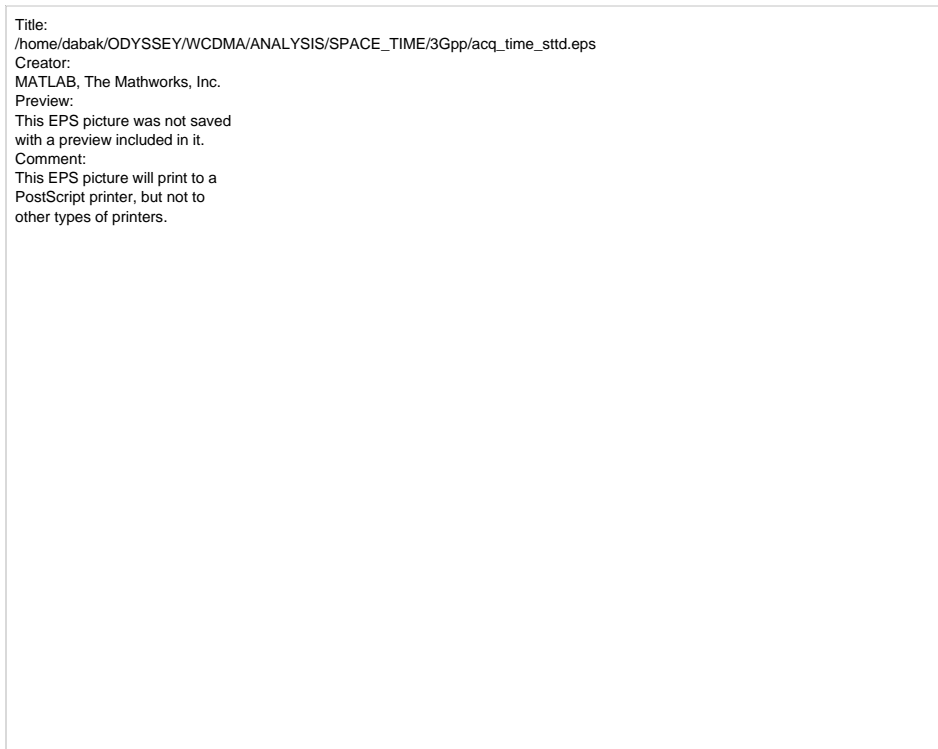 Title:
/home/dabak/ODYSSEY/WCDMA/ANALYSIS/SPACE_TIME/3Gpp/acq_time_sttd.eps
Creator:
MATLAB, The Mathworks, Inc.
Preview:
This EPS picture was not saved
with a preview included in it.
Comment:
This EPS picture will print to a
PostScript printer, but not to
other types of printers.